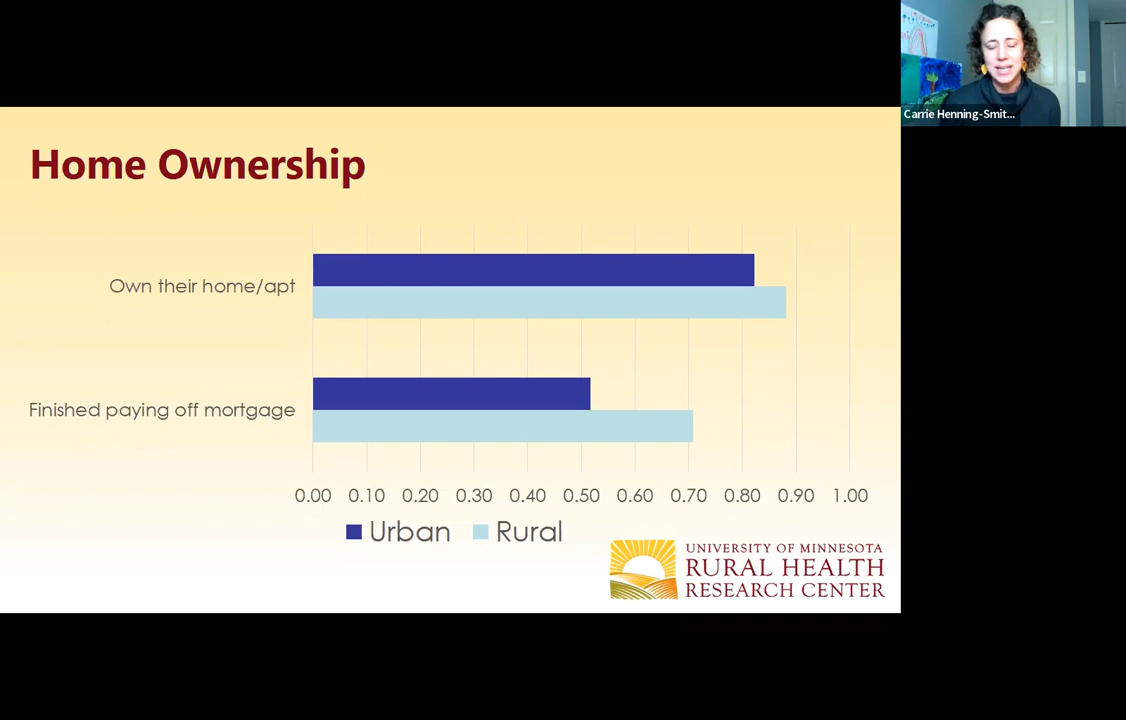 Carrie Henning-Smit...
Home Ownership
Own their home/apt
Finished paying off mortgage
0.00 0.10 0.20 0.30 0.40 0.50 0.60 0.70 0.80 0.90 1.00
Urban Rural
UNIVERSITY OF MINNESOTA
RURAL HEALTH
RESEARCH CENTER